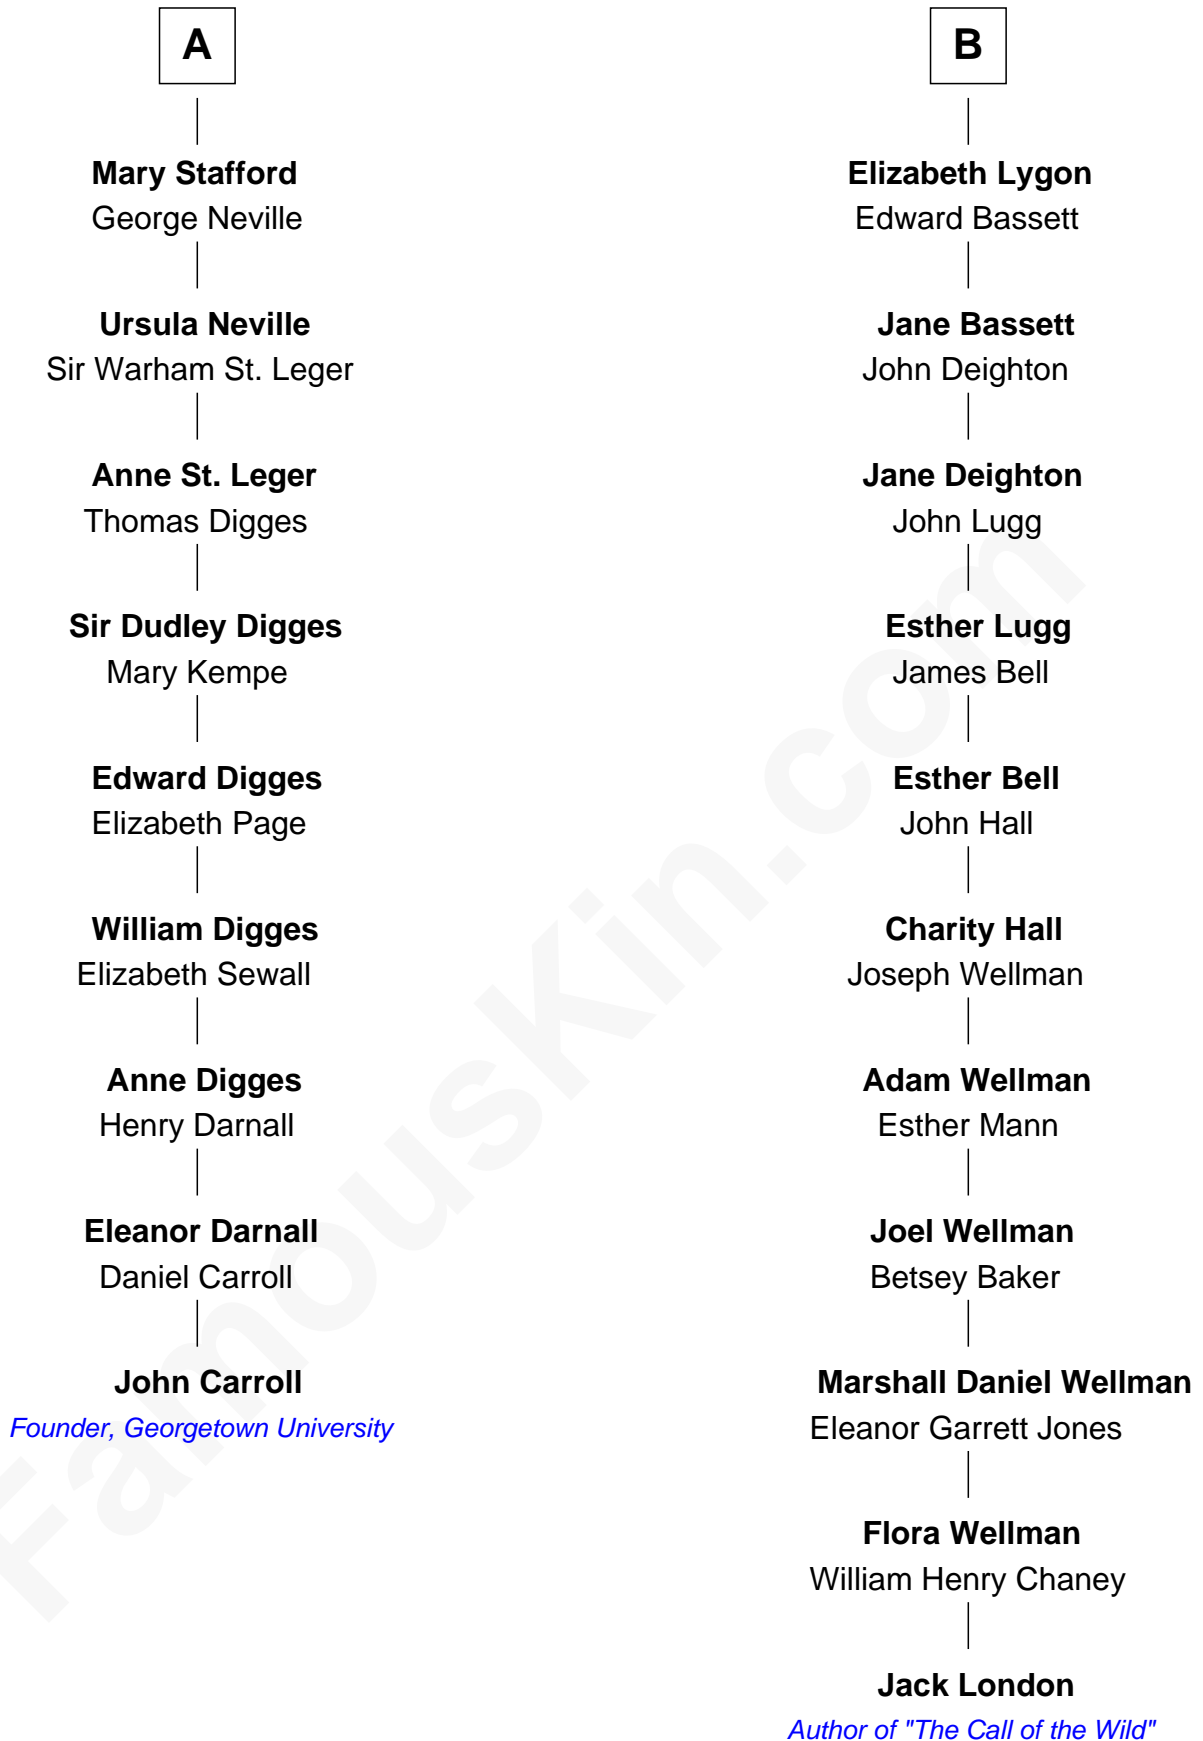 A
Mary Stafford
George Neville
Ursula Neville
Sir Warham St. Leger
Anne St. Leger
Thomas Digges
Sir Dudley Digges
Mary Kempe
Edward Digges
Elizabeth Page
William Digges
Elizabeth Sewall
Anne Digges
Henry Darnall
Eleanor Darnall
Daniel Carroll
John Carroll
Founder, Georgetown University
B
Elizabeth Lygon
Edward Bassett
Jane Bassett
John Deighton
Jane Deighton
John Lugg
Esther Lugg
James Bell
Esther Bell
John Hall
Charity Hall
Joseph Wellman
Adam Wellman
Esther Mann
Joel Wellman
Betsey Baker
Marshall Daniel Wellman
Eleanor Garrett Jones
Flora Wellman
William Henry Chaney
Jack London
Author of "The Call of the Wild"
FamousKin.com